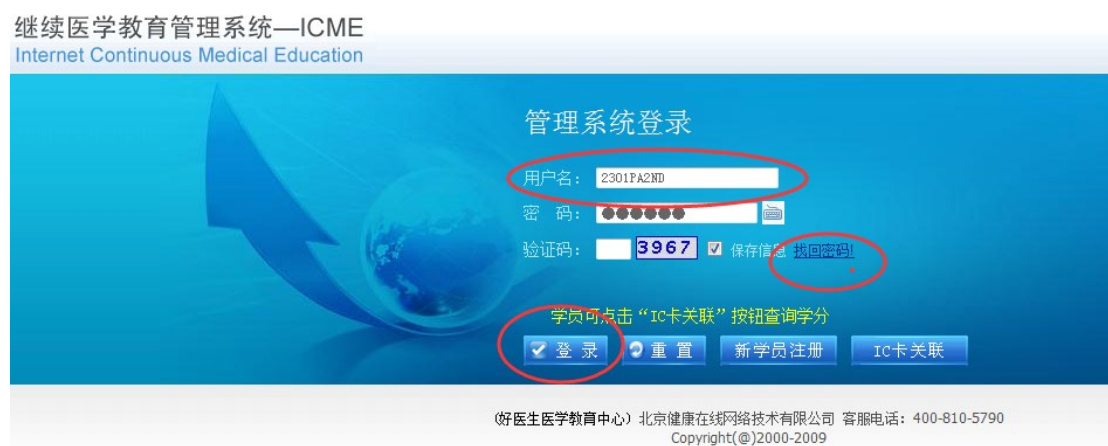 继续医学教育管理系统—ICME
Internet Continuous Medical Education
管理系统登录
用户名： 2301PA2ND
密 码： ●●●●●●
验证码： 3967 保存信息 找回密码!
学员可点击“IC卡关联”按钮查询学分
登 录 重 置 新学员注册 IC卡关联
(好医生医学教育中心) 北京健康在线网络技术有限公司 客服电话：400-810-5790
Copyright(@)2000-2009